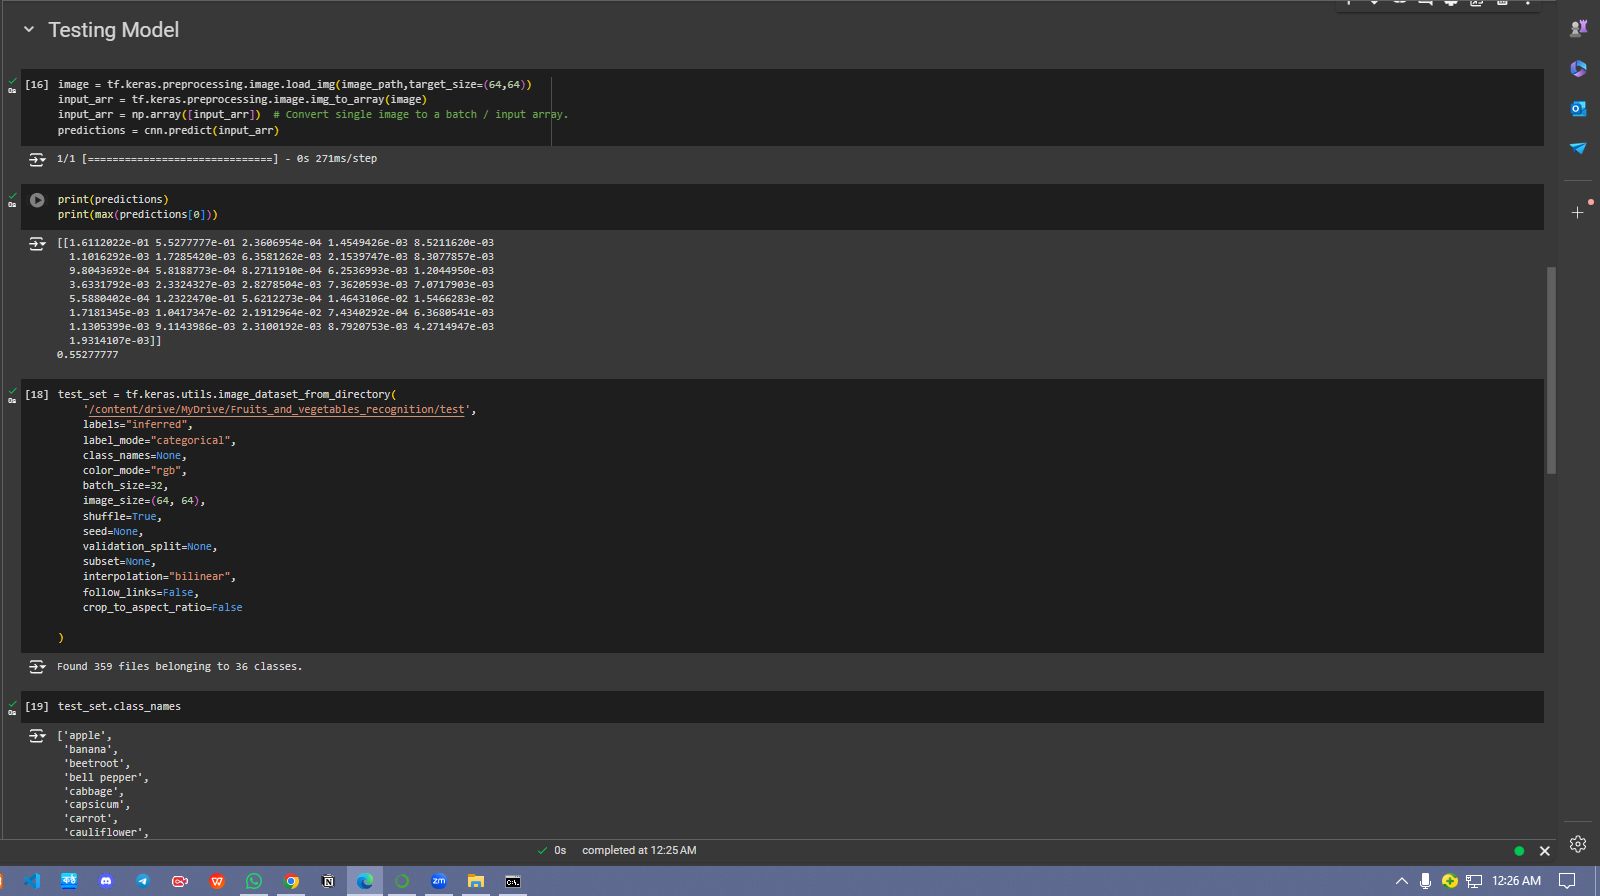 Testing Model
[16] image = tf.keras.preprocessing.image.load_img(image_path,target_size=(64,64))
input_arr = tf.keras.preprocessing.image.img_to_array(image)
input_arr = np.array([input_arr])  # Convert single image to a batch / input array.
predictions = cnn.predict(input_arr)
0s
1/1 [==============================] - 0s 271ms/step
print(predictions)
print(max(predictions[0]))
0s
[[1.6112022e-01 5.5277777e-01 2.3606954e-04 1.4549426e-03 8.5211620e-03
1.1016292e-03 1.7285420e-03 6.3581262e-03 2.1539747e-03 8.3077857e-03
9.8043692e-04 5.8188773e-04 8.2711910e-04 6.2536993e-03 1.2044950e-03
3.6331792e-03 2.3324327e-03 2.8278504e-03 7.3620593e-03 7.0717903e-03
5.5880402e-04 1.2322470e-01 5.6212273e-04 1.4643106e-02 1.5466283e-02
1.7181345e-03 1.0417347e-02 2.1912964e-02 7.4340292e-04 6.3680541e-03
1.1305399e-03 9.1143986e-03 2.3100192e-03 8.7920753e-03 4.2714947e-03
1.9314107e-03]]
0.55277777
[18] test_set = tf.keras.utils.image_dataset_from_directory(
0s
'/content/drive/MyDrive/Fruits_and_vegetables_recognition/test',
labels="inferred",
label_mode="categorical",
class_names=None,
color_mode="rgb",
batch_size=32,
image_size=(64, 64),
shuffle=True,
seed=None,
validation_split=None,
subset=None,
interpolation="bilinear",
follow_links=False,
crop_to_aspect_ratio=False
)
Found 359 files belonging to 36 classes.
[19] test_set.class_names
0s
['apple',
'banana',
'beetroot',
'bell pepper',
'cabbage',
'capsicum',
'carrot',
'cauliflower',
0s completed at 12:25 AM
zm
12:26 AM